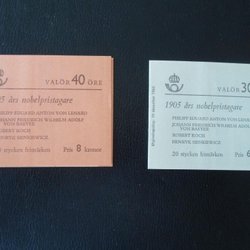 VALÖR 40 ÖRE
5 års nobelpristagare
PHILIPP EDUARD ANTON VON LENARD
JOHANN FRIEDRICH WILHELM ADOLF
VON BAEYER
ROBERT KOCH
HENRYK SIENKIEWICZ
20 stycken frimärken Pris 8 kronor
VALÖR 30
1905 års nobelpristagare
PHILIPP EDUARD ANTON VON LENARD
JOHANN FRIEDRICH WILHELM ADOLF
VON BAEYER
ROBERT KOCH
HENRYK SIENKIEWICZ
20 stycken frimärken Pris 6